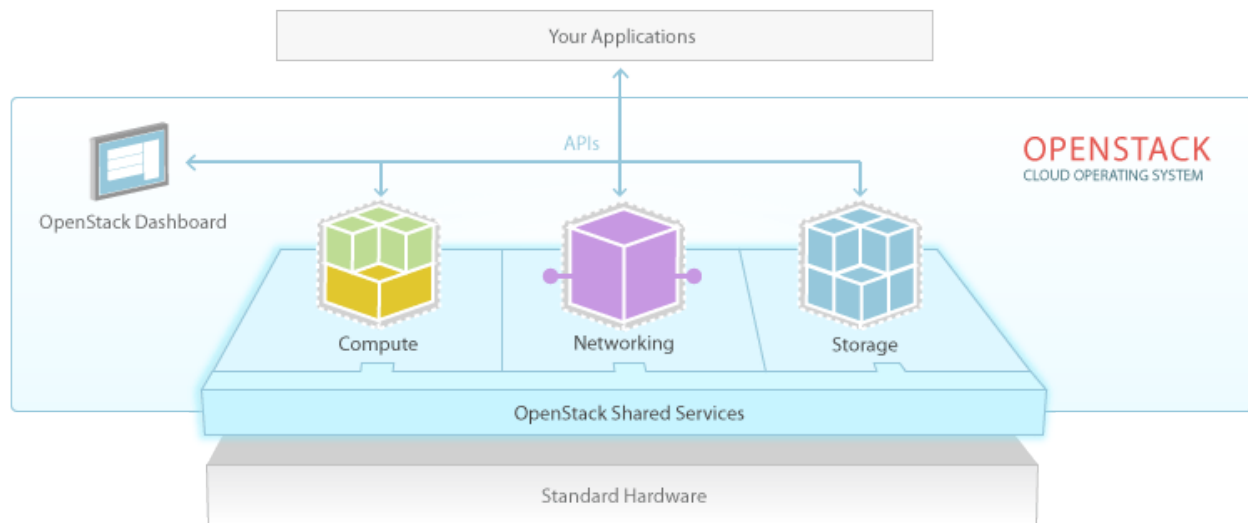 Your Applications
APIs
OPENSTACK
CLOUD OPERATING SYSTEM
OpenStack Dashboard
Compute
Networking
Storage
OpenStack Shared Services
Standard Hardware